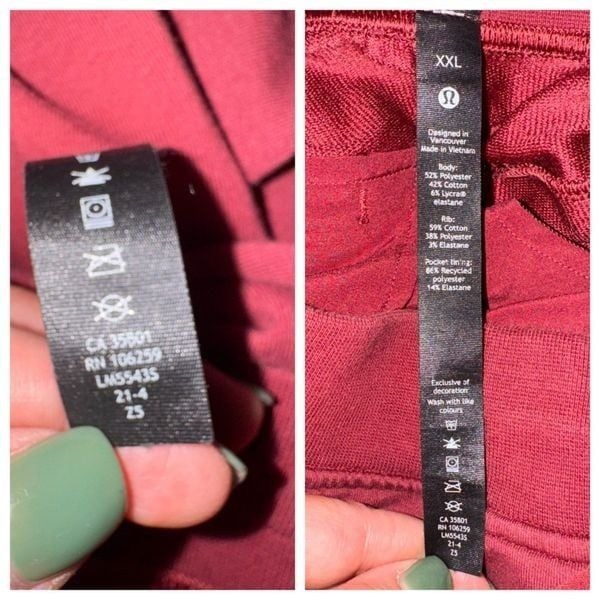 CA 35801
RN 106259
LM5543S
21-4
Z5
XXL
Designed in
Vancouver
Made in Vietnam
Body:
52% Polyester
42% Cotton
6% Lycra®
elastane
Rib:
59% Cotton
38% Polyester
3% Elastane
Pocket lining:
86% Recycled
polyester
14% Elastane
Exclusive of
decoration
Wash with like
colours
CA 35801
RN 106259
LM5543S
21-4
Z5